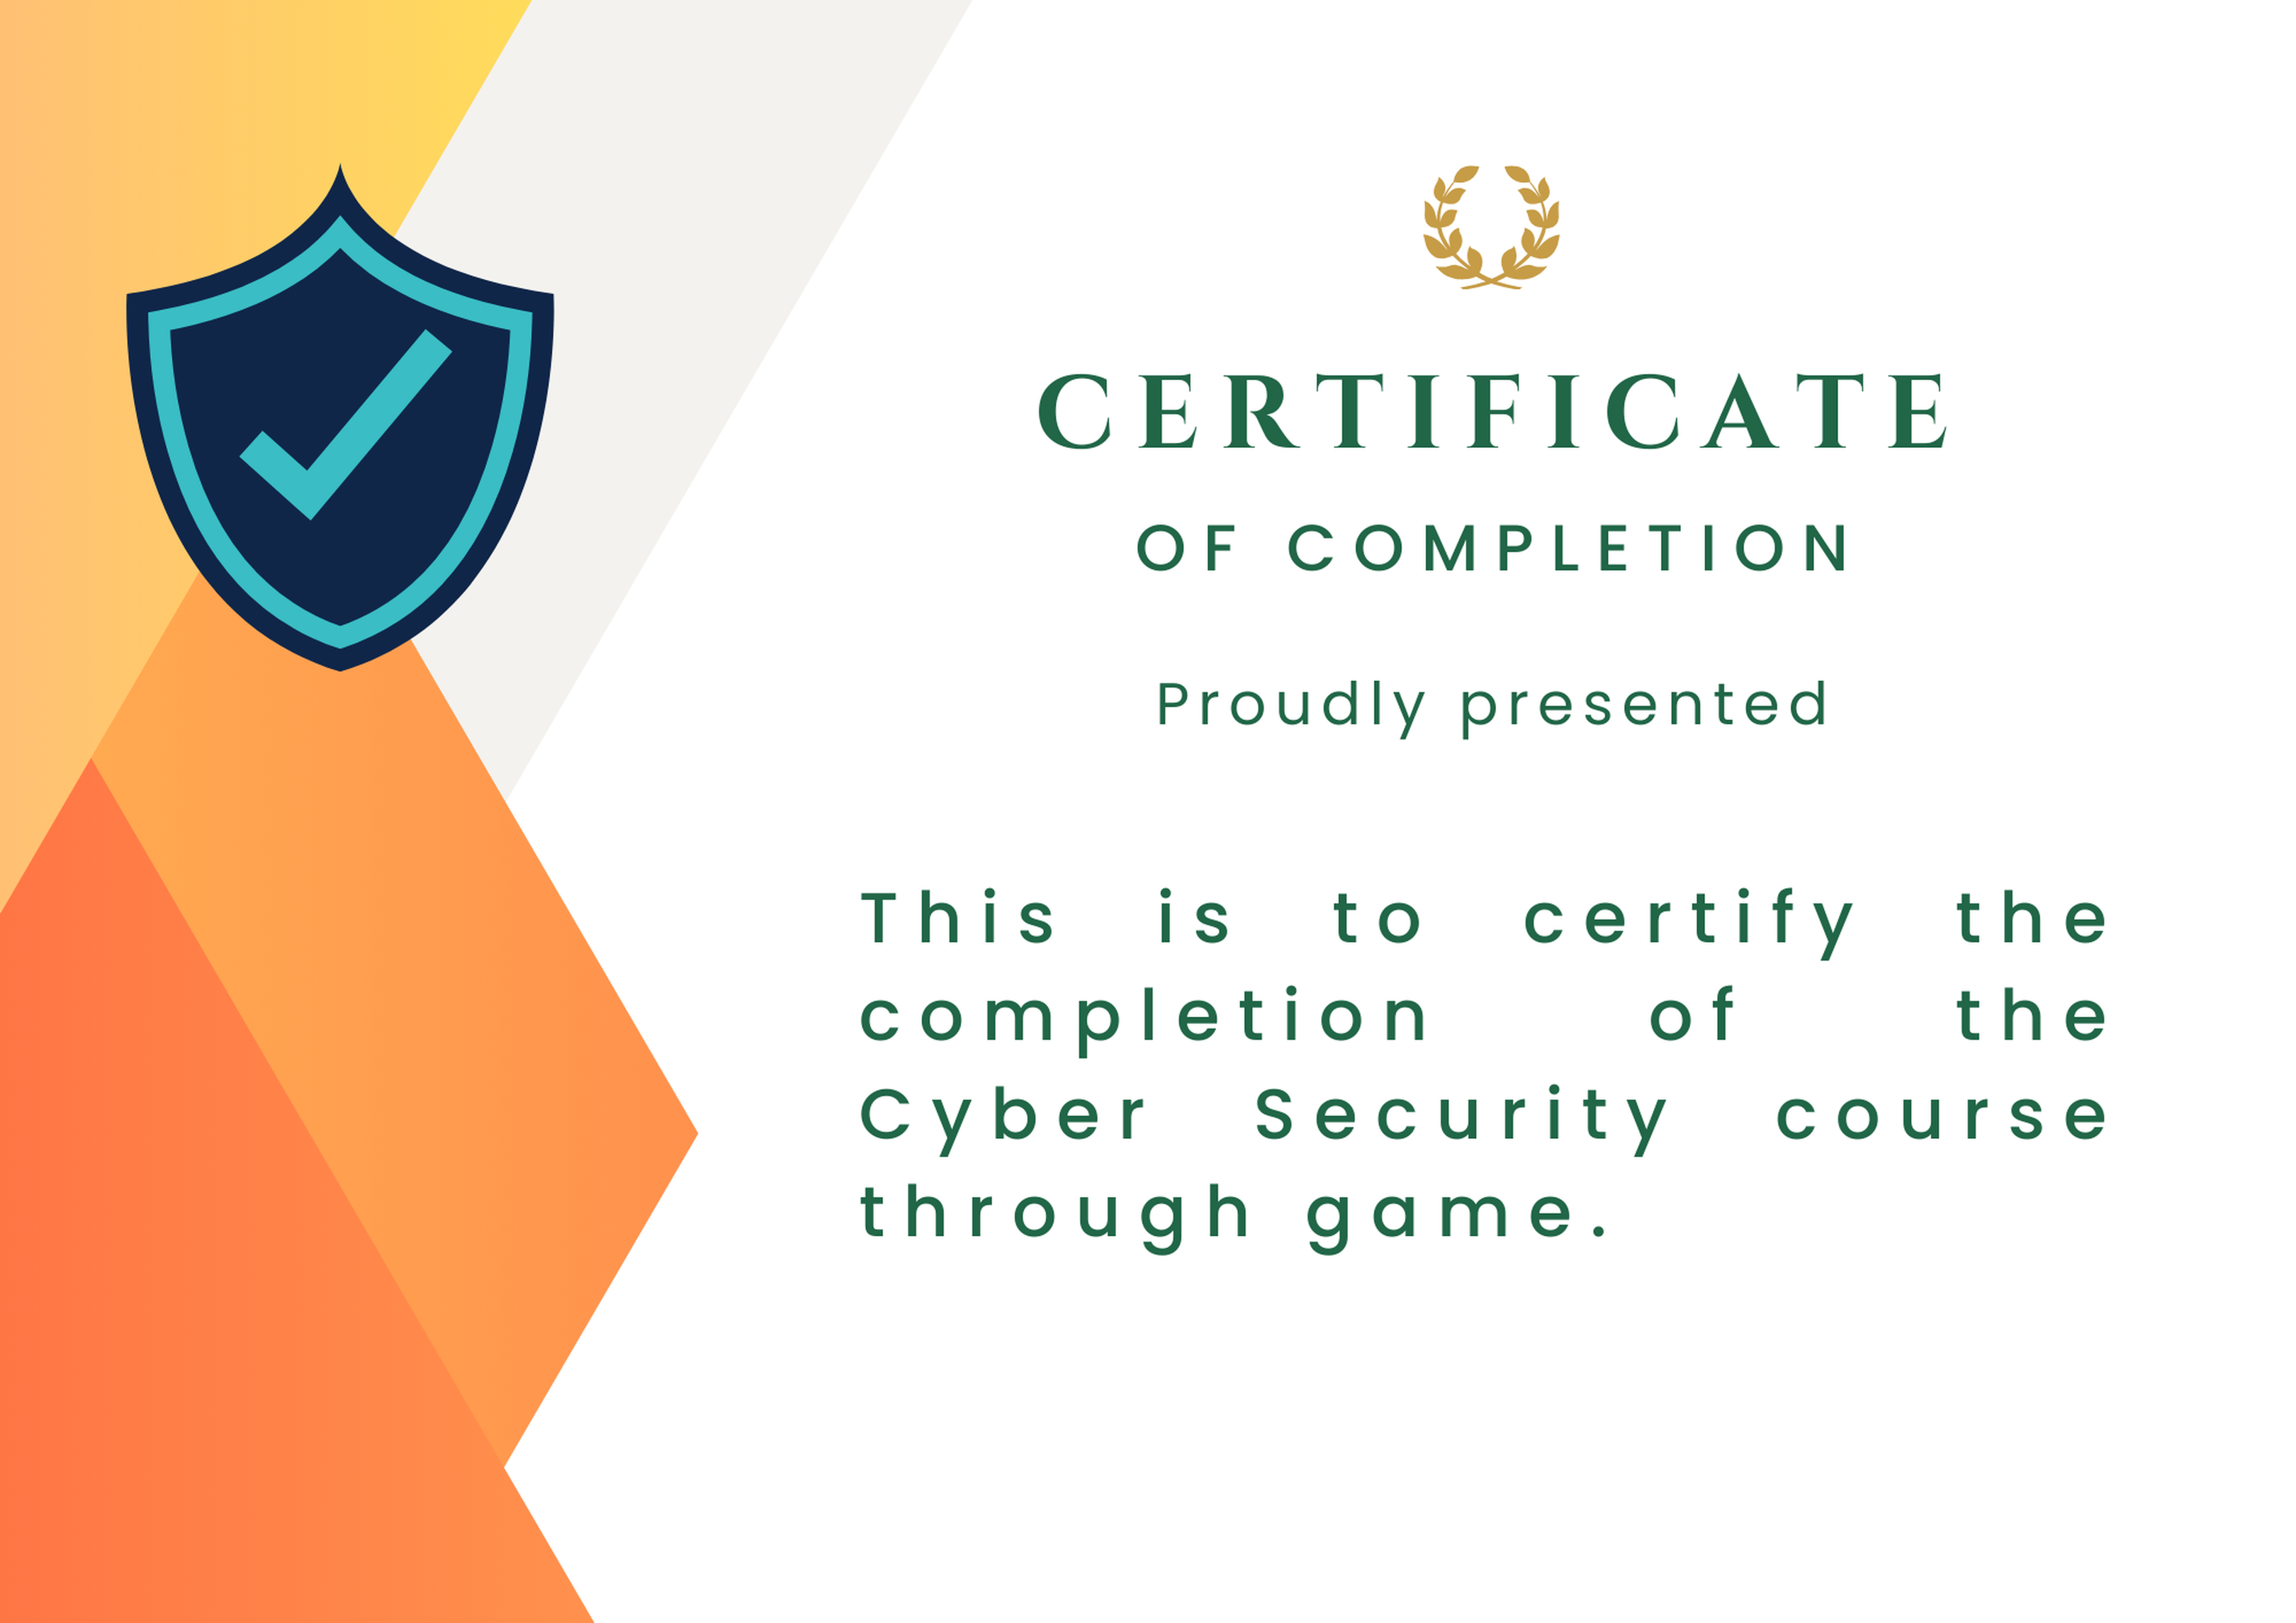 CERTIFICATE
OF COMPLETION
Proudly presented
This is to certify the
completion of the
Cyber Security course
through game.